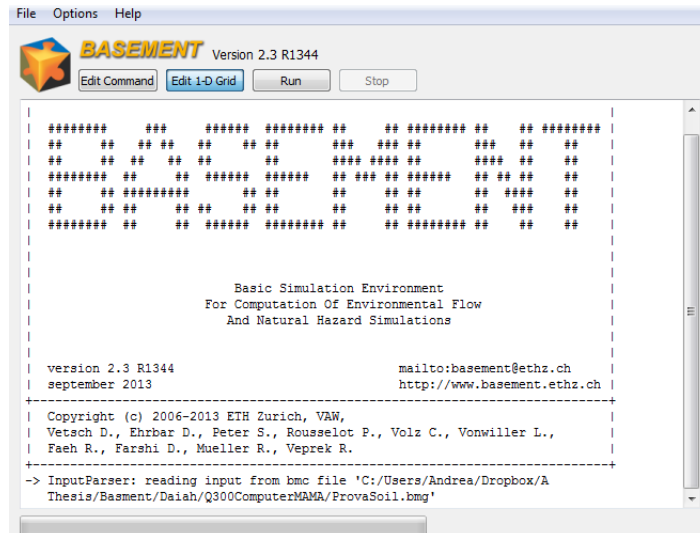 File Options Help
BASEMENT Version 2.3 R1344
Edit Command Edit 1-D Grid Run Stop
BASEMENT
Basic Simulation Environment
For Computation Of Environmental Flow
And Natural Hazard Simulations
version 2.3 R1344 mailto:basement@ethz.ch
september 2013 http://www.basement.ethz.ch
Copyright (c) 2006-2013 ETH Zurich, VAW,
Vetsch D., Ehrbar D., Peter S., Rousselot P., Volz C., Vonwiller L.,
Faeh R., Farshi D., Mueller R., Veprek R.
-> InputParser: reading input from bmc file 'C:/Users/Andrea/Dropbox/A
Thesis/Basment/Daiah/Q300ComputerMAMA/ProvaSoil.bmg'